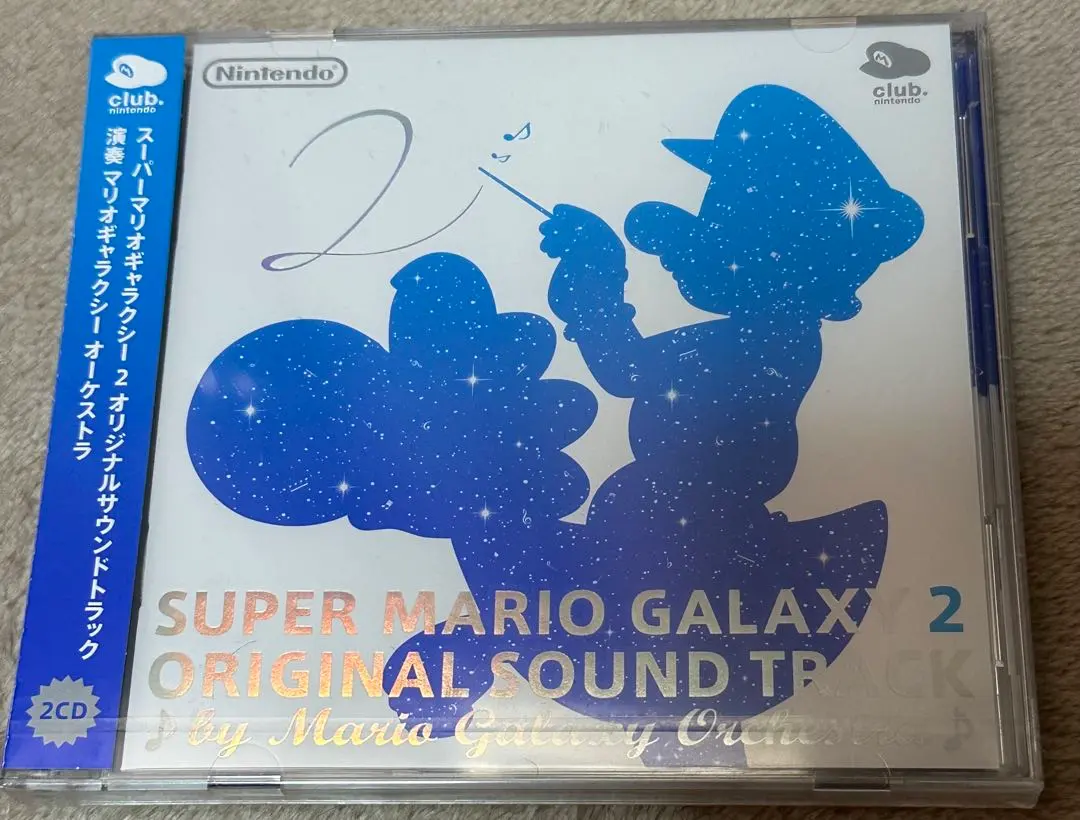 club.
nintendo
スーパーマリオギャラクシー 2 オリジナルサウンドトラック
演奏 マリオギャラクシー オーケストラ
2CD
Nintendo®
M
club.
nintendo
2
SUPER MARIO GALAXY 2
ORIGINAL SOUND TRACK
♪ by Mario Galaxy Orchestra ♪